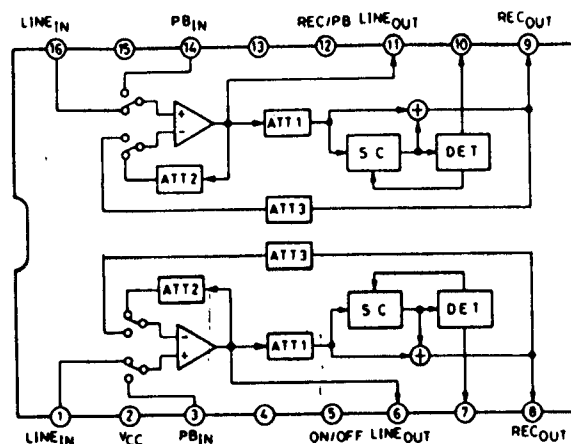 LINEIN PBIN REC/PB LINEOUT RECOUT
16 15 14 13 12 11 10 9
+
-
ATT1
+
ATT2
SC
DET
ATT3
ATT3
ATT2
SC
DET
-
+
ATT1
+
1 2 3 4 5 6 7 8
LINEIN VCC PBIN ON/OFF LINEOUT RECOUT